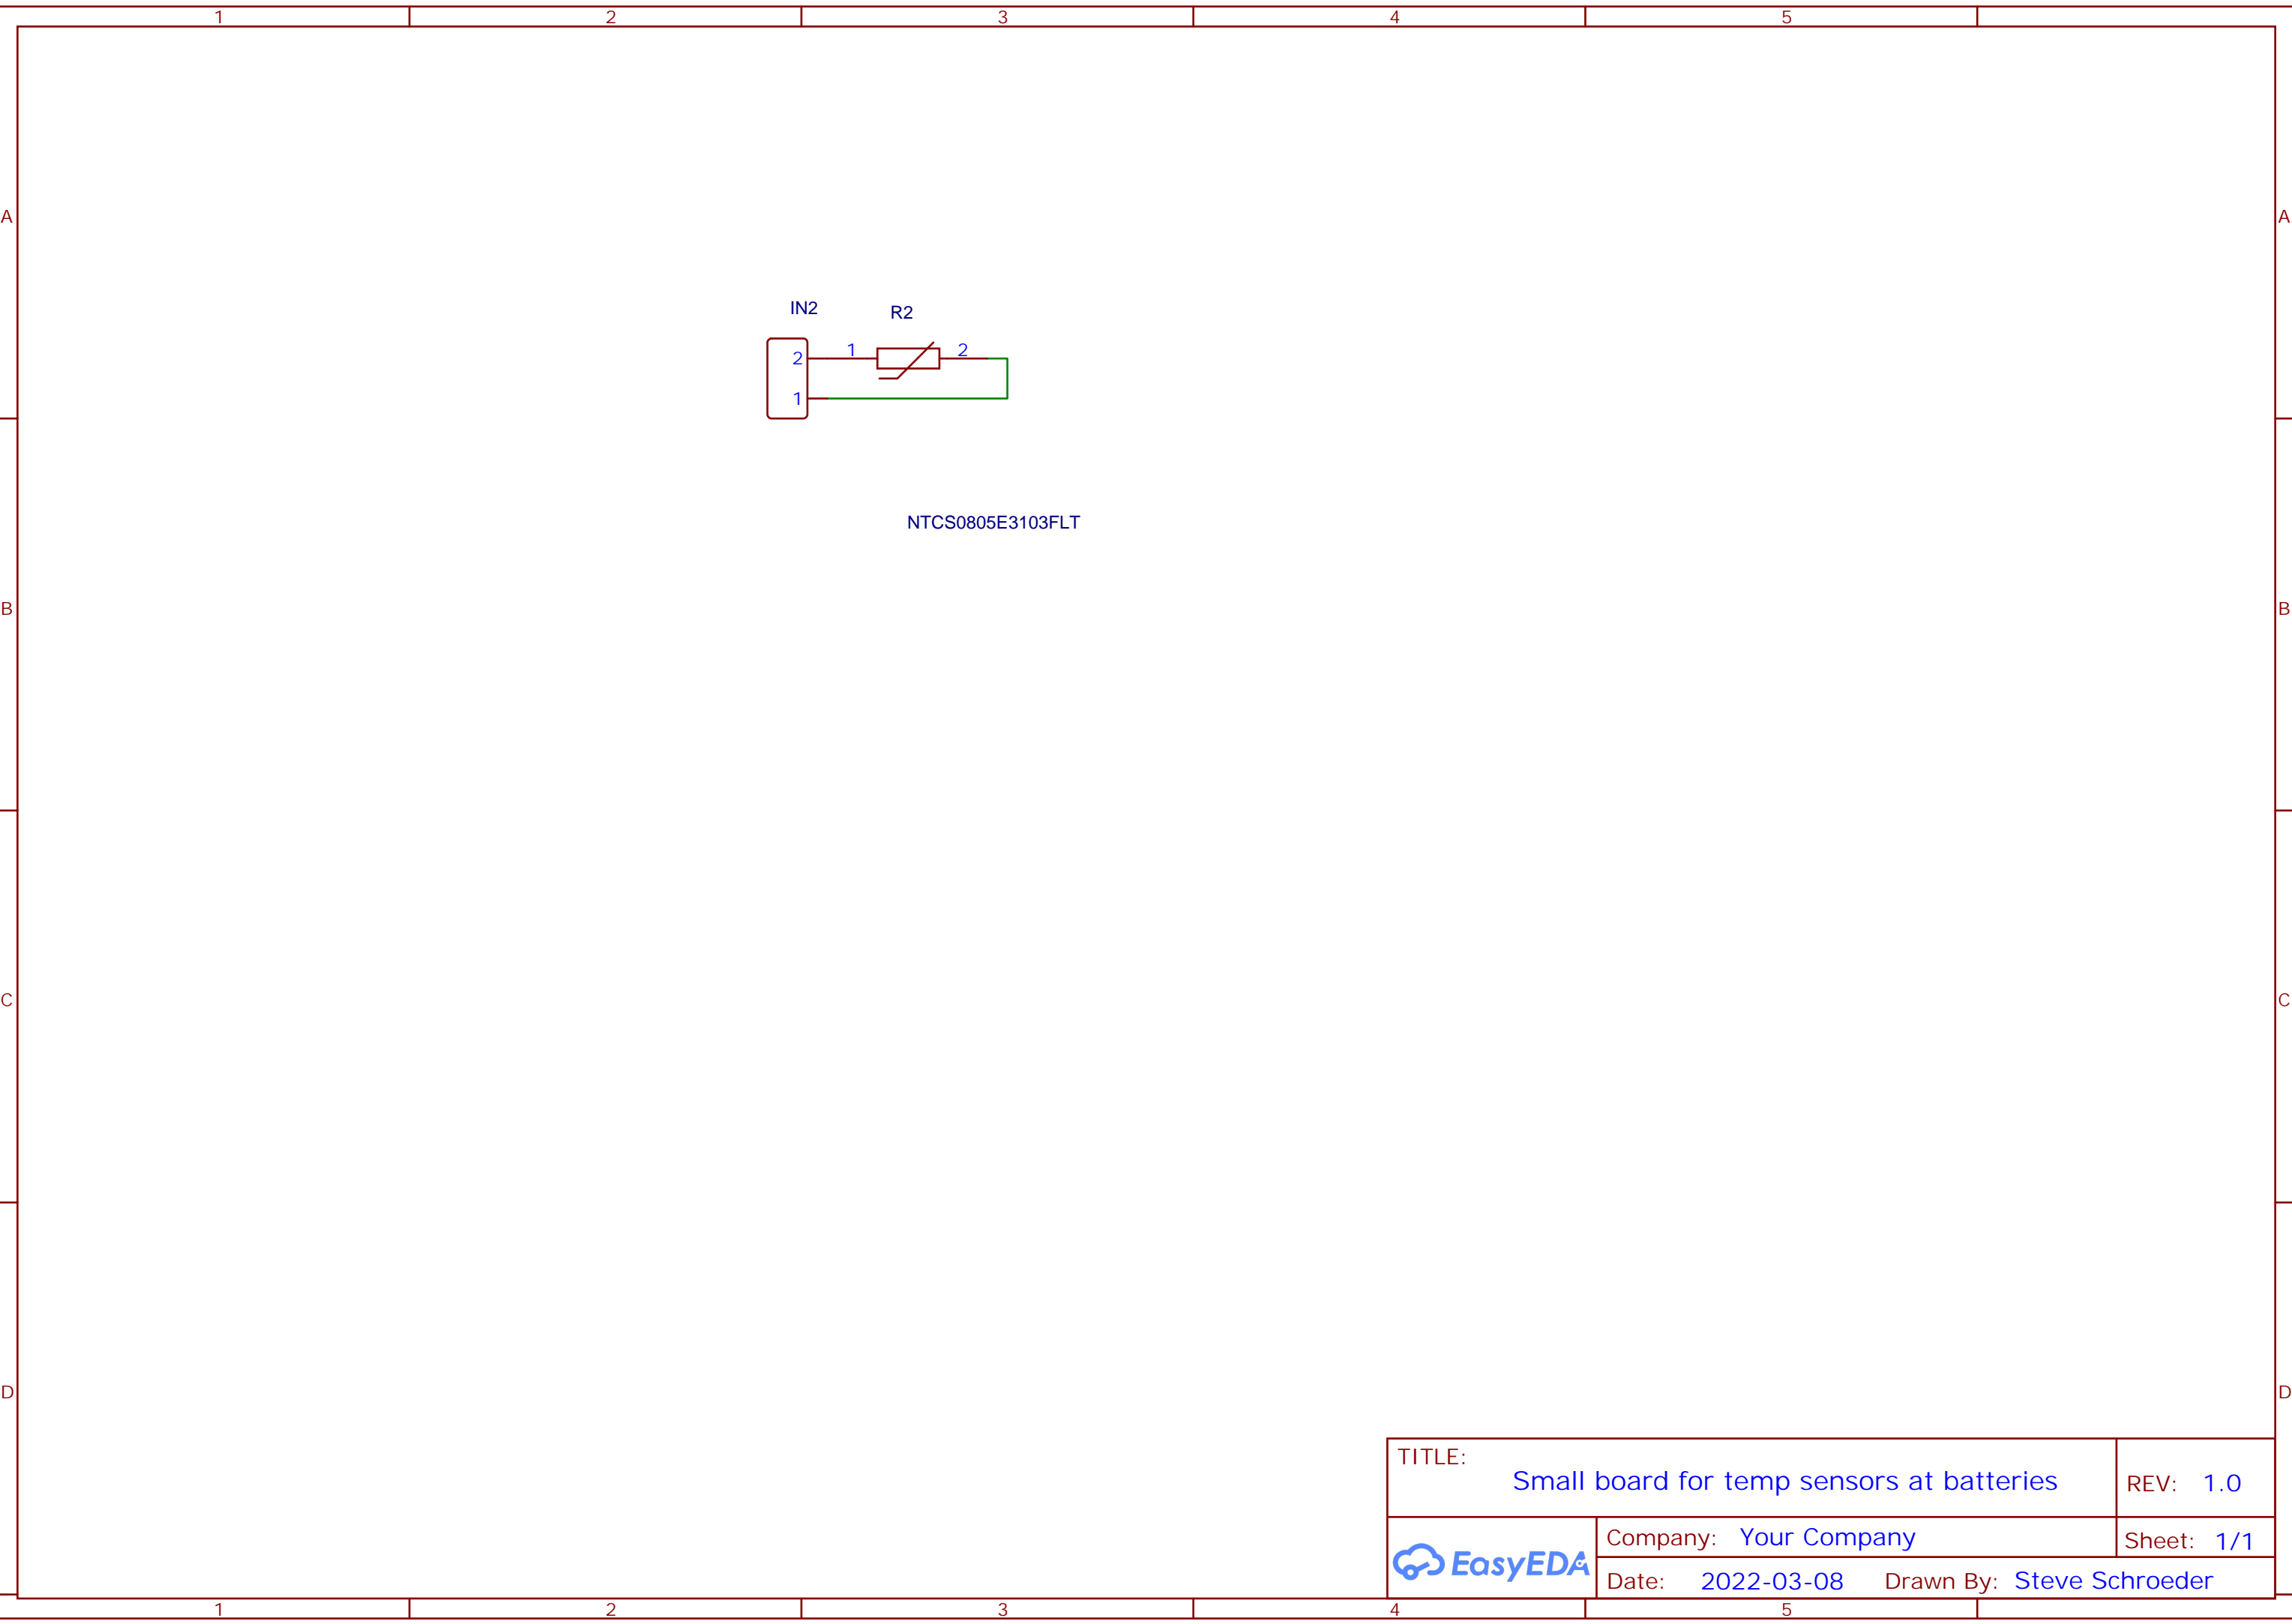 1 2 3 4 5
A A
IN2 R2
2 1 2
1
NTCS0805E3103FLT
B B
C C
D D
TITLE:
Small board for temp sensors at batteries
REV: 1.0
Company: Your Company
Sheet: 1/1
EasyEDA
Date: 2022-03-08 Drawn By: Steve Schroeder
1 2 3 4 5